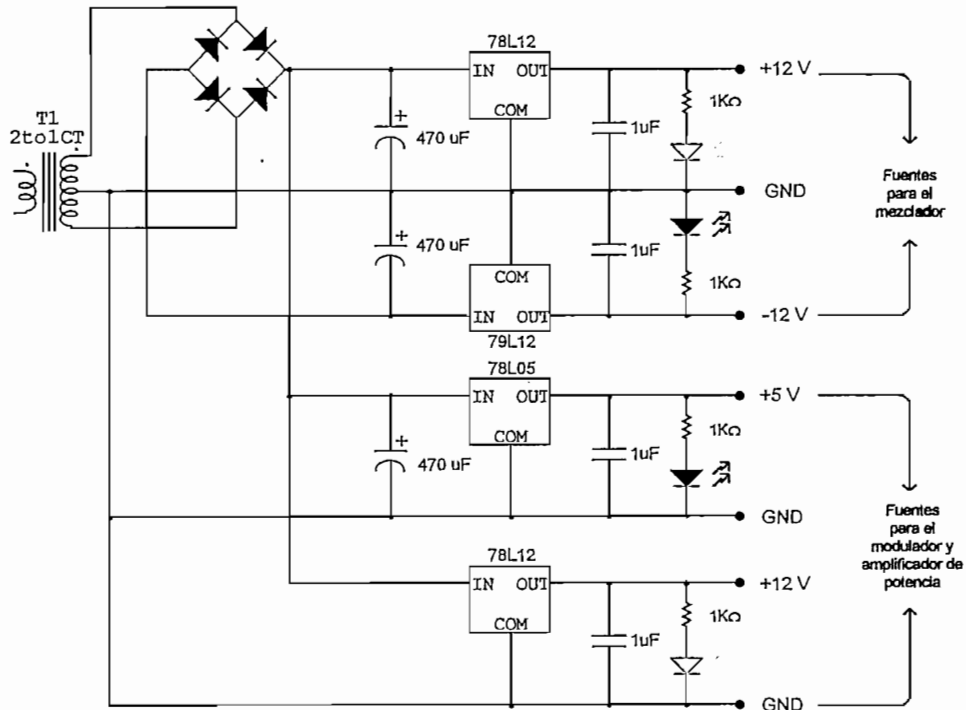 T1
2to1CT
78L12
IN OUT
COM
470 uF
1uF
1KΩ
+12 V
GND
Fuentes
para el
mezclador
470 uF
COM
IN OUT
79L12
1uF
1KΩ
-12 V
78L05
IN OUT
COM
470 uF
1uF
1KΩ
+5 V
GND
Fuentes
para el
modulador y
amplificador de
potencia
78L12
IN OUT
COM
1uF
1KΩ
+12 V
GND